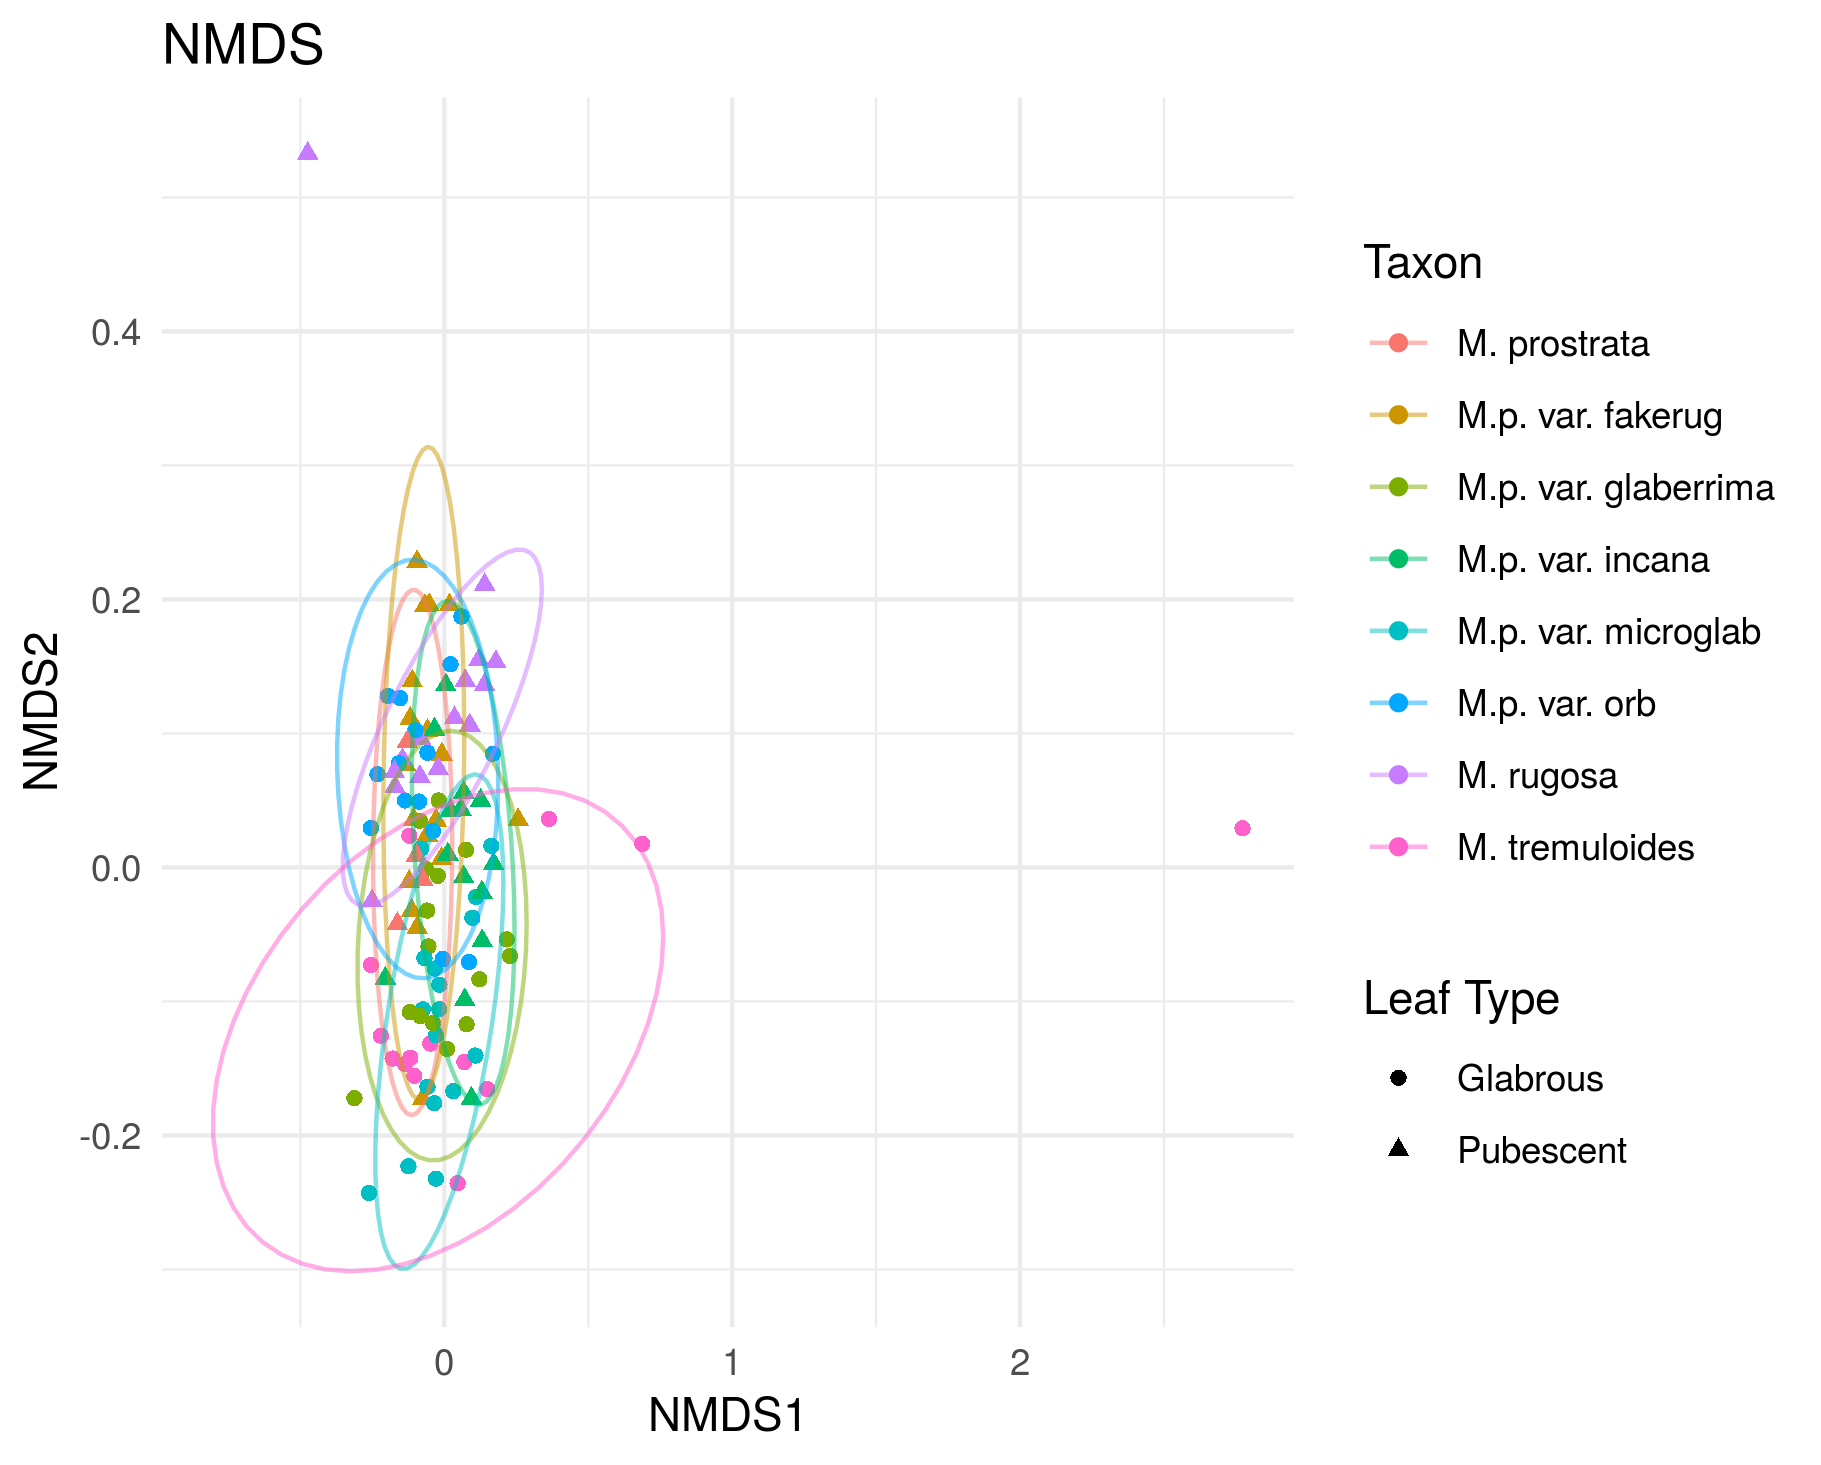 NMDS
0.4
0.2
0.0
-0.2
NMDS2
0
1
2
NMDS1
Taxon
M. prostrata
M.p. var. fakerug
M.p. var. glaberrima
M.p. var. incana
M.p. var. microglab
M.p. var. orb
M. rugosa
M. tremuloides
Leaf Type
Glabrous
Pubescent